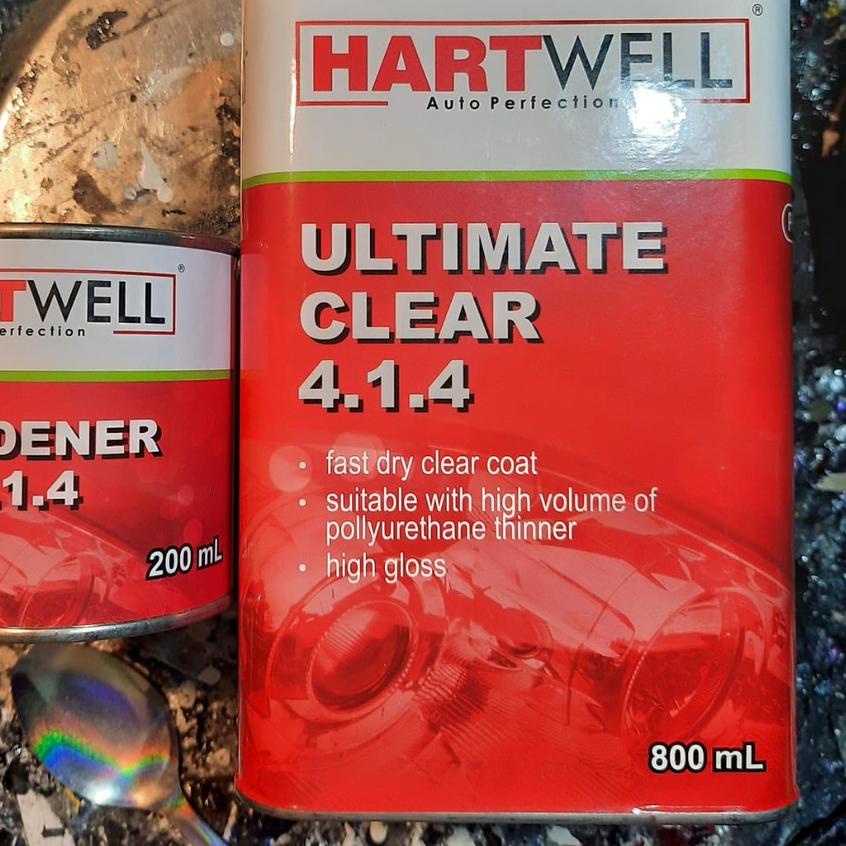 HARTWELL ®
Auto Perfection
ULTIMATE
CLEAR
4.1.4
• fast dry clear coat
• suitable with high volume of
pollyurethane thinner
• high gloss
800 mL
TWELL ®
erfection
DENER
.1.4
200 mL